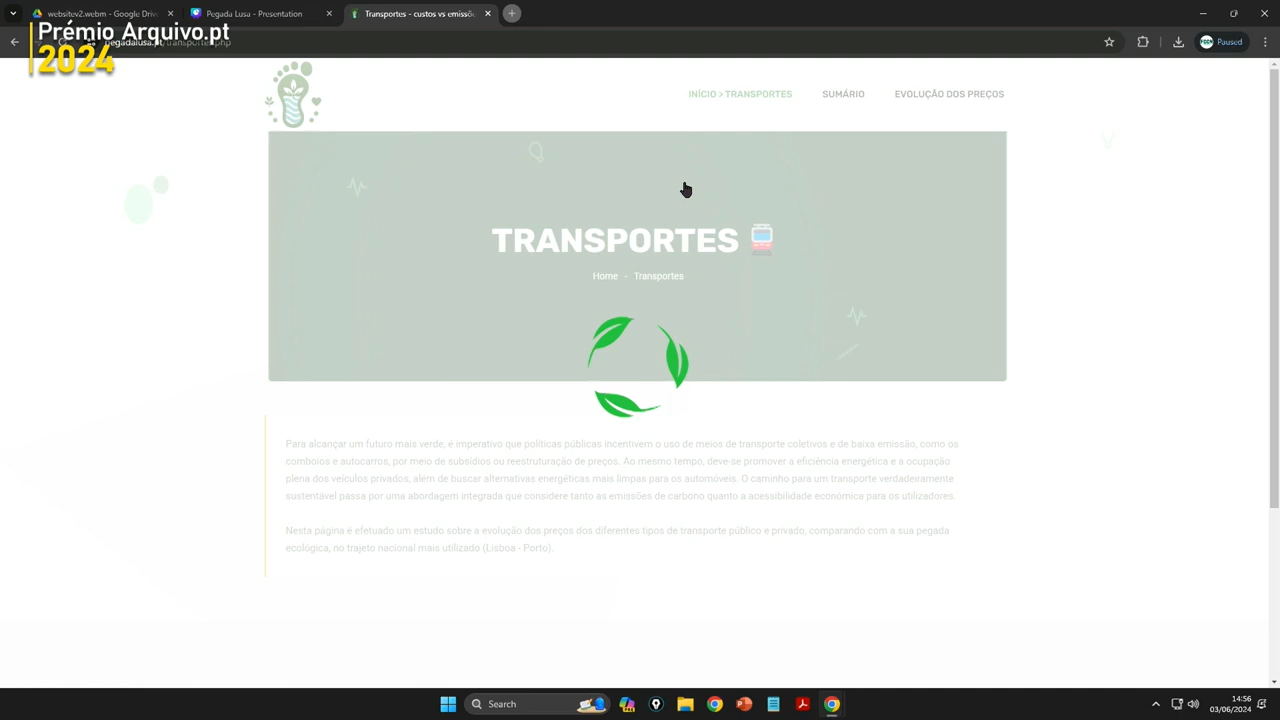 websitev2.webm - Google Drive
Pegada Lusa - Presentation
Transportes - custos vs emissõ
Prémio Arquivo.pt
2024
pegadalusa.pt/transportes.php
Paused
INÍCIO > TRANSPORTES
SUMÁRIO
EVOLUÇÃO DOS PREÇOS
TRANSPORTES
Home - Transportes
Para alcançar um futuro mais verde, é imperativo que políticas públicas incentivem o uso de meios de transporte coletivos e de baixa emissão, como os
comboios e autocarros, por meio de subsídios ou reestruturação de preços. Ao mesmo tempo, deve-se promover a eficiência energética e a ocupação
plena dos veículos privados, além de buscar alternativas energéticas mais limpas para os automóveis. O caminho para um transporte verdadeiramente
sustentável passa por uma abordagem integrada que considere tanto as emissões de carbono quanto a acessibilidade económica para os utilizadores.
Nesta página é efetuado um estudo sobre a evolução dos preços dos diferentes tipos de transporte público e privado, comparando com a sua pegada
ecológica, no trajeto nacional mais utilizado (Lisboa - Porto).
Search
14:56
03/06/2024